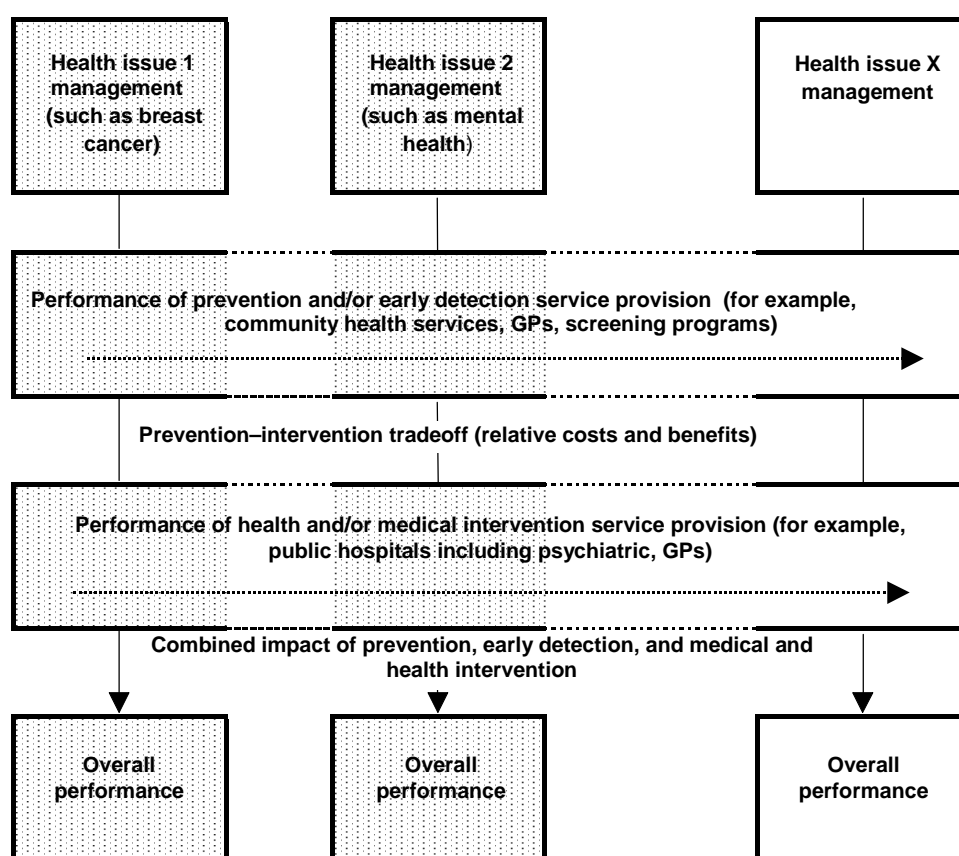 Health issue 1
management
(such as breast
cancer)
Health issue 2
management
(such as mental
health)
Health issue X
management
Performance of prevention and/or early detection service provision (for example,
community health services, GPs, screening programs)
Prevention–intervention tradeoff (relative costs and benefits)
Performance of health and/or medical intervention service provision (for example,
public hospitals including psychiatric, GPs)
Combined impact of prevention, early detection, and medical and
health intervention
Overall
performance
Overall
performance
Overall
performance